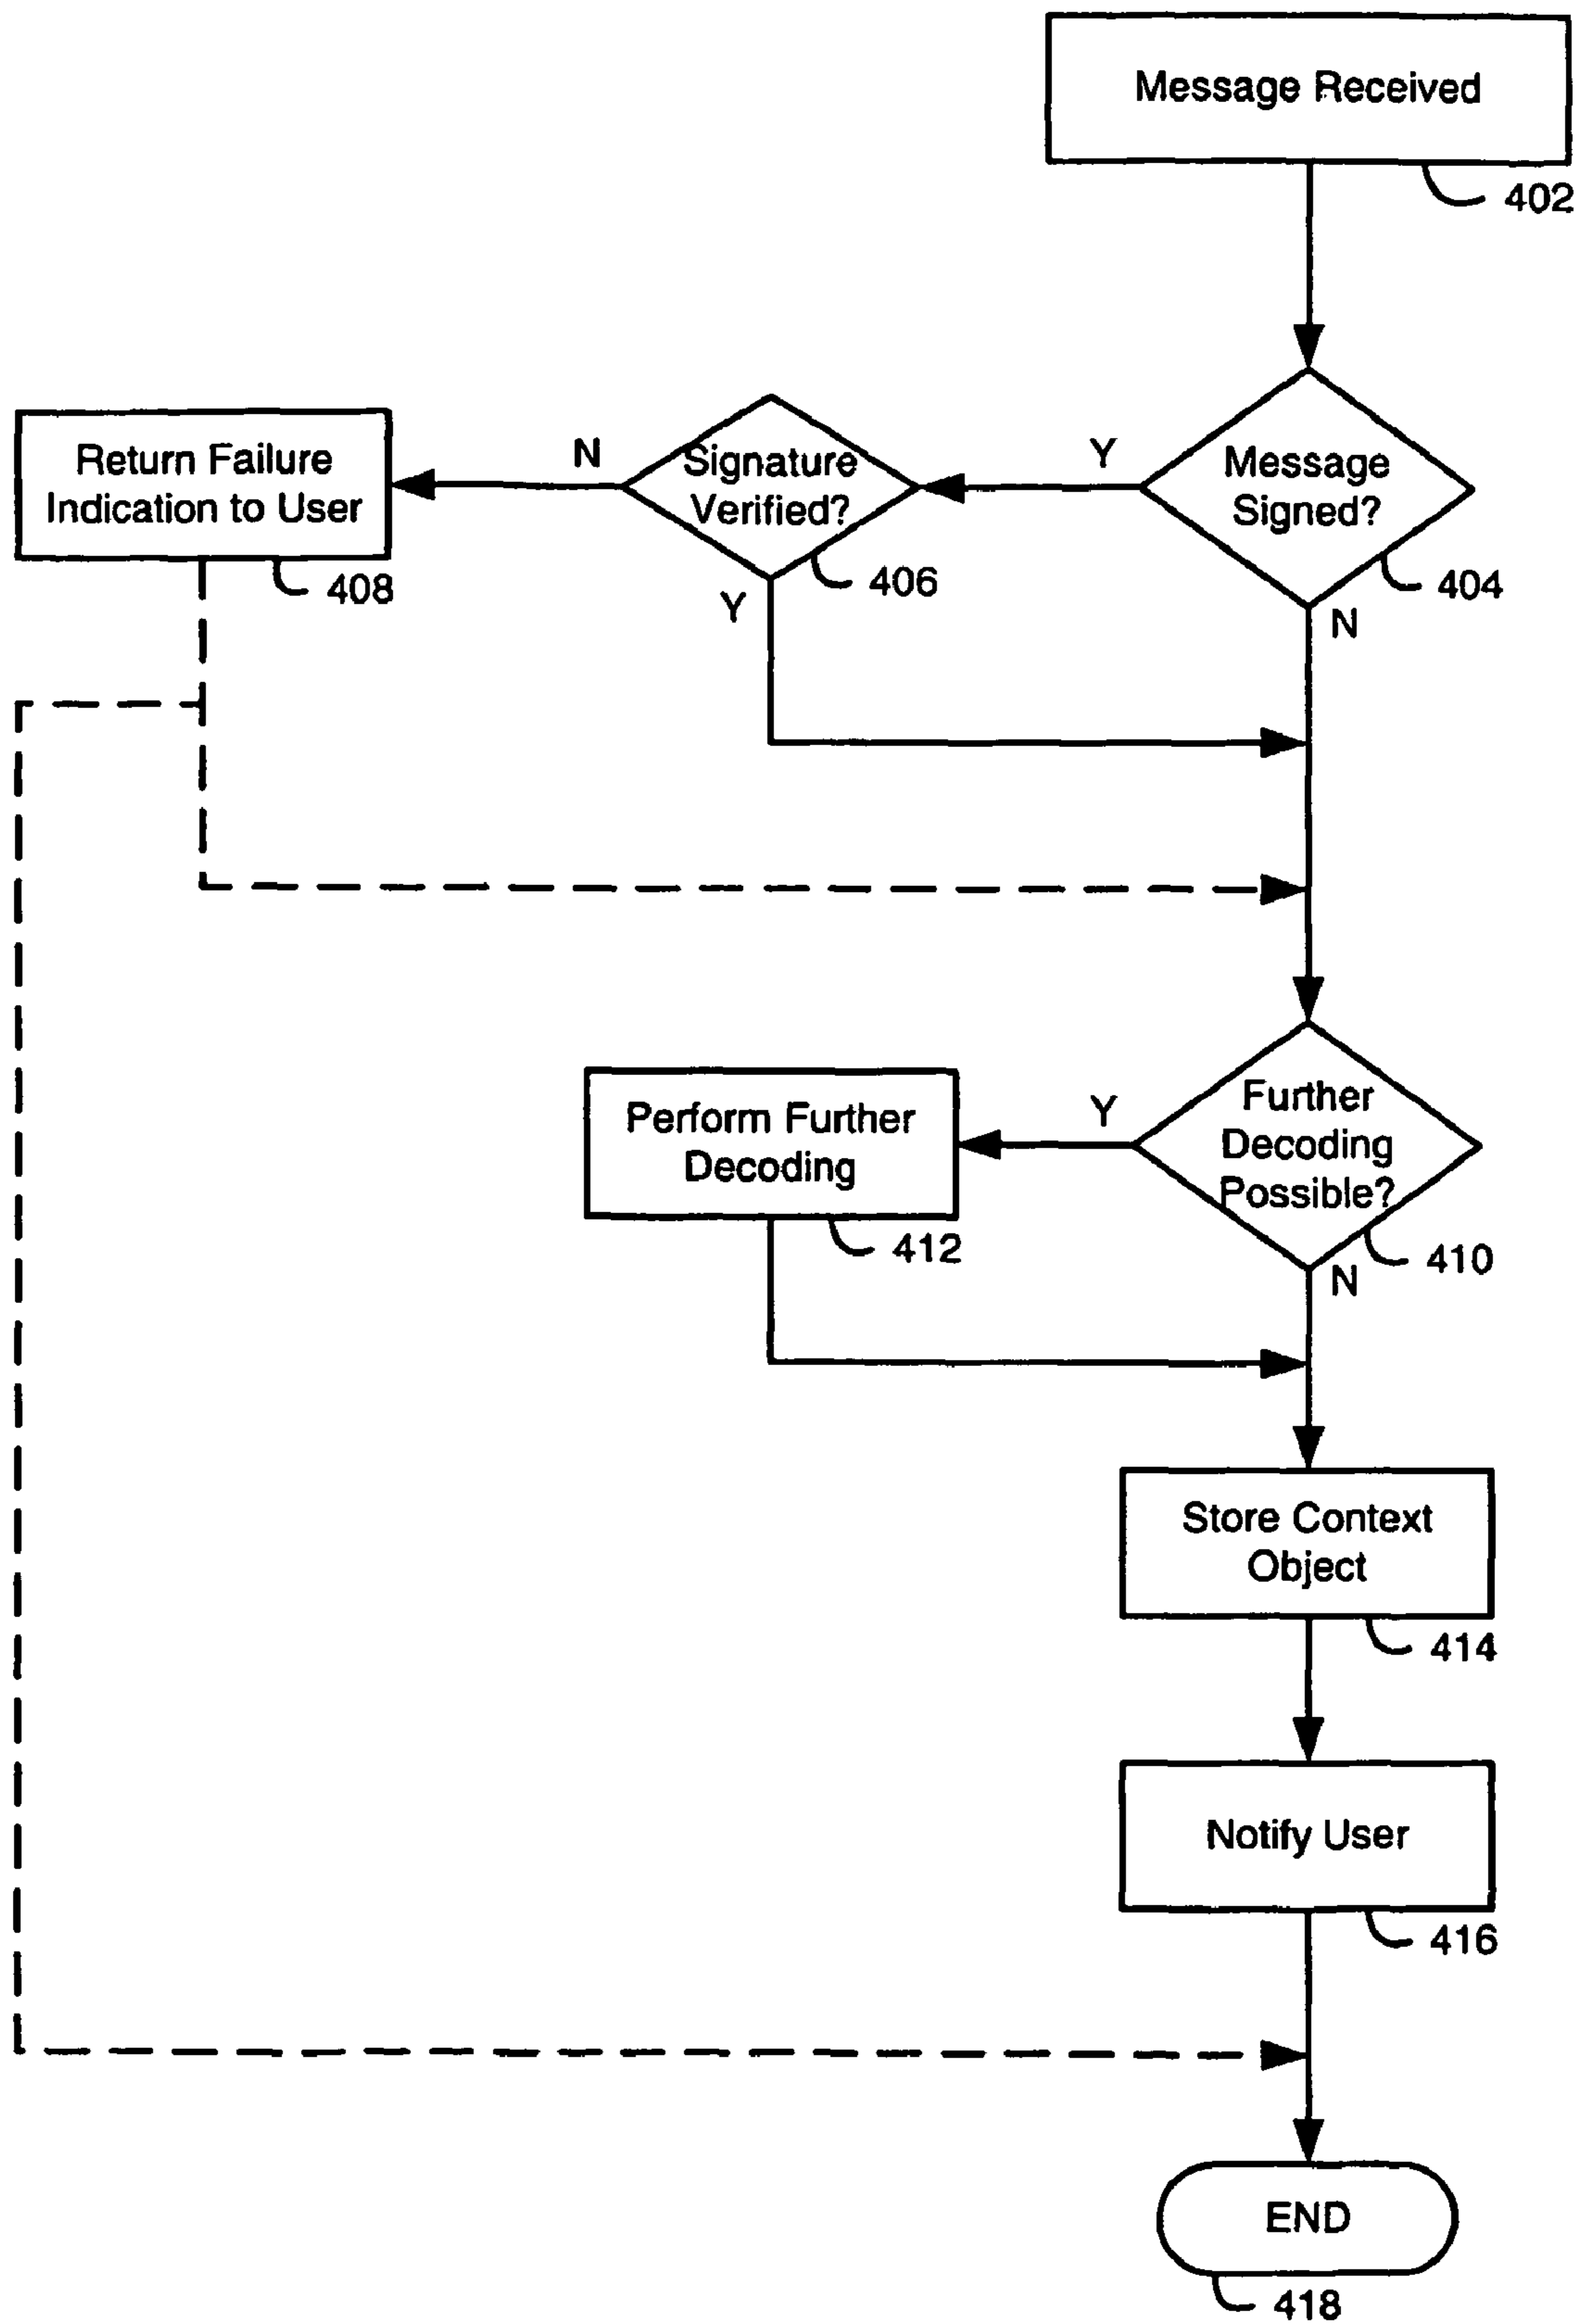 Message Received
402
Return Failure
Indication to User
408
N
Signature
Verified?
406
Y
Y
Message
Signed?
404
N
Perform Further
Decoding
412
Y
Further
Decoding
Possible?
410
N
Store Context
Object
414
Notify User
416
END
418